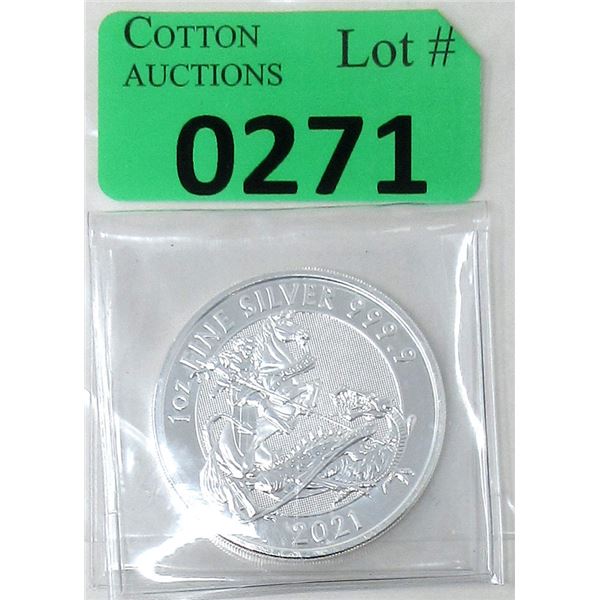 COTTON
AUCTIONS
Lot #
0271
1oz FINE SILVER 999.9
2021